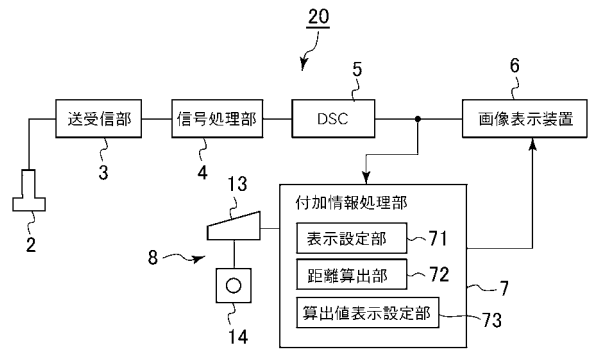 20
5
6
送受信部
信号処理部
DSC
画像表示装置
3
4
13
付加情報処理部
2
8
表示設定部
71
距離算出部
72
7
14
算出値表示設定部
73